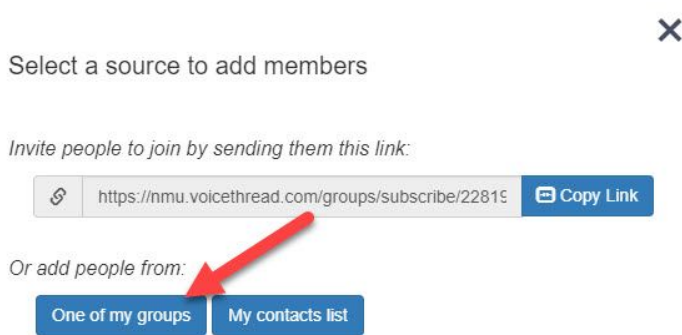 Select a source to add members
Invite people to join by sending them this link:
https://nmu.voicethread.com/groups/subscribe/22819 Copy Link
Or add people from:
One of my groups My contacts list